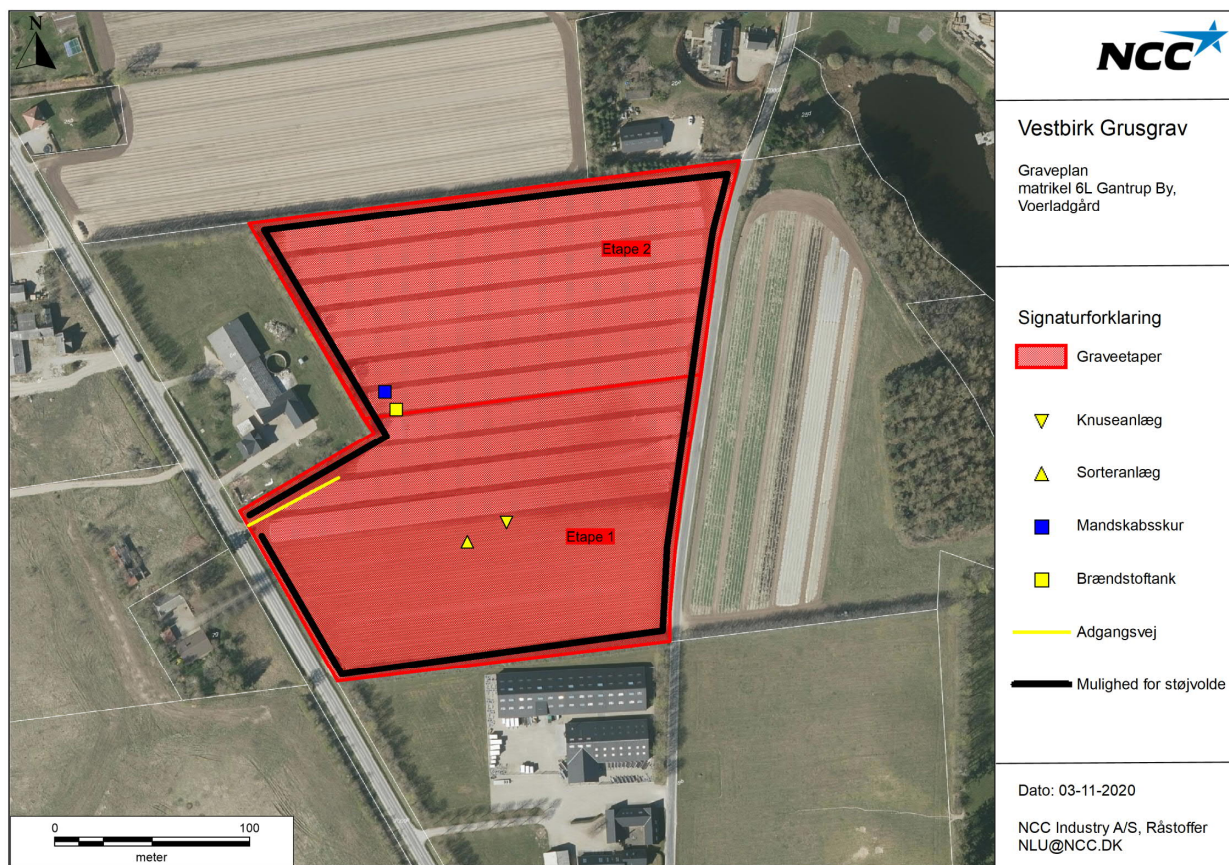 N
Etape 2
Etape 1
0 100
meter
NCC
Vestbirk Grusgrav
Graveplan
matrikel 6L Gantrup By,
Voerladgård
Signaturforklaring
Graveetaper
Knuseanlæg
Sorteranlæg
Mandskabsskur
Brændstoftank
Adgangsvej
Mulighed for støjvolde
Dato: 03-11-2020
NCC Industry A/S, Råstoffer
NLU@NCC.DK